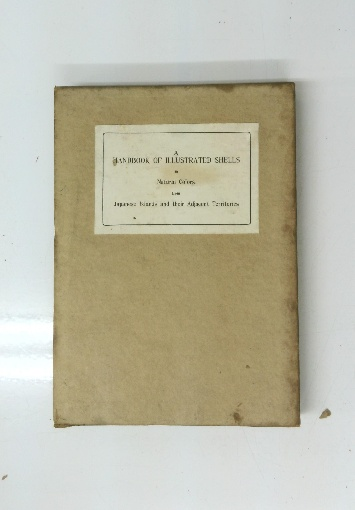 A
HANDBOOK OF ILLUSTRATED SHELLS
in
Natural Colors
from
Japanese Islands and their Adjacent Territories